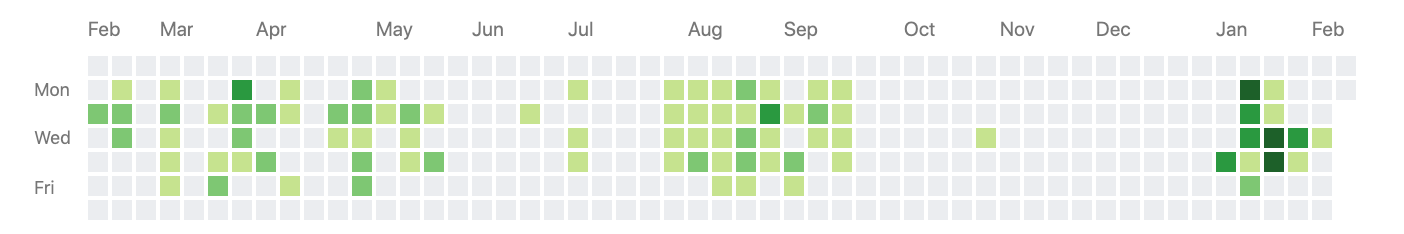 Feb Mar Apr May Jun Jul Aug Sep Oct Nov Dec Jan Feb
Mon
Wed
Fri